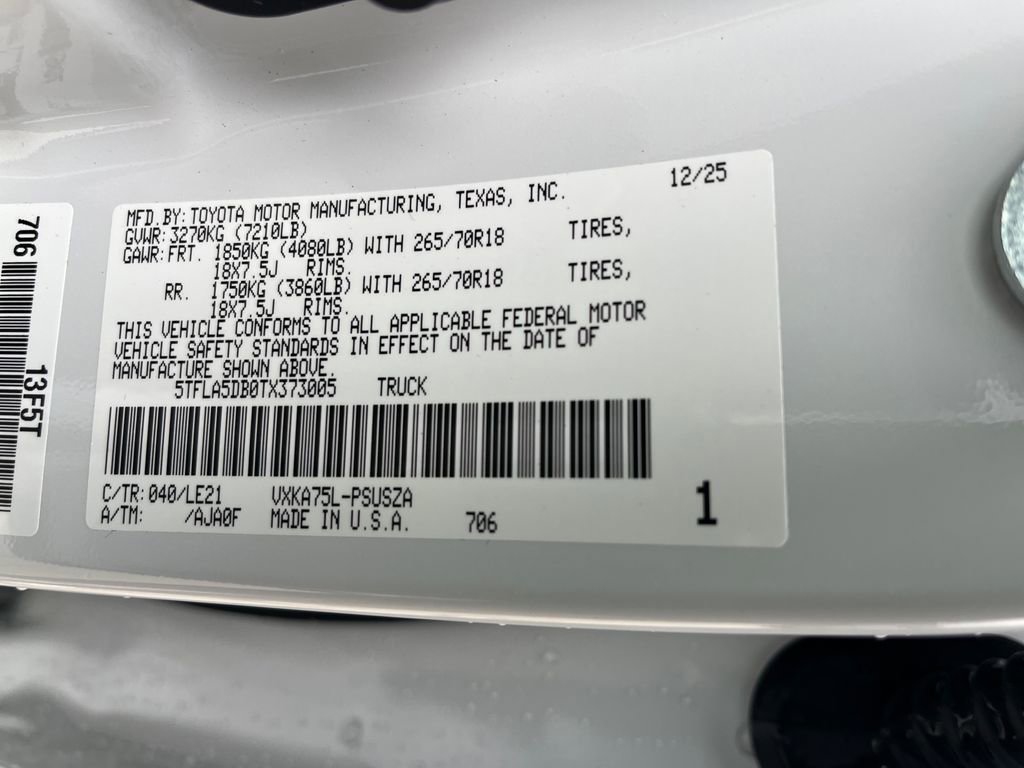 706
13F5T
12/25
MFD.BY: TOYOTA MOTOR MANUFACTURING, TEXAS, INC.
GVWR: 3270KG (7210LB)
GAWR: FRT. 1850KG (4080LB) WITH 265/70R18 TIRES,
18X7.5J RIMS.
RR. 1750KG (3860LB) WITH 265/70R18 TIRES,
18X7.5J RIMS.
THIS VEHICLE CONFORMS TO ALL APPLICABLE FEDERAL MOTOR
VEHICLE SAFETY STANDARDS IN EFFECT ON THE DATE OF
MANUFACTURE SHOWN ABOVE.
5TFLA5DB0TX373005 TRUCK
C/TR: 040/LE21 VXKA75L-PSUSZA
A/TM: /AJA0F MADE IN U.S.A. 706
1